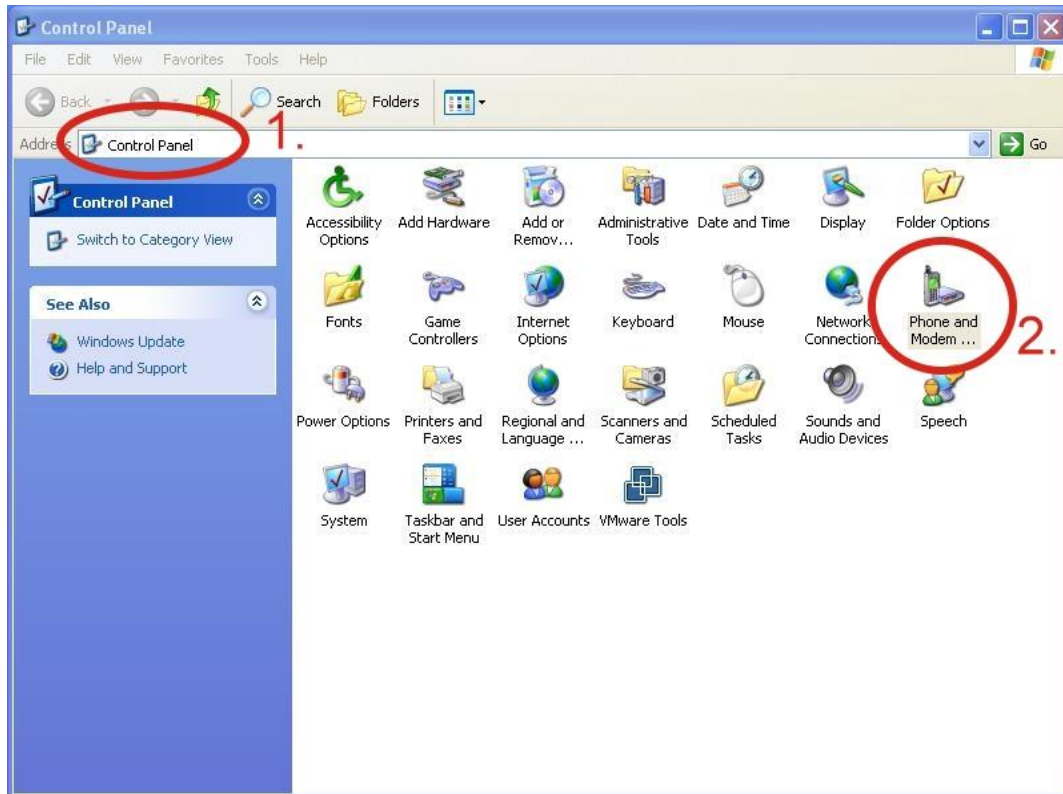 Control Panel
File Edit View Favorites Tools Help
Back Search Folders
Address Control Panel Go
1.
Control Panel
Switch to Category View
See Also
Windows Update
Help and Support
Accessibility Options
Add Hardware
Add or Remov...
Administrative Tools
Date and Time
Display
Folder Options
Fonts
Game Controllers
Internet Options
Keyboard
Mouse
Network Connections
Phone and Modem ...
2.
Power Options
Printers and Faxes
Regional and Language ...
Scanners and Cameras
Scheduled Tasks
Sounds and Audio Devices
Speech
System
Taskbar and Start Menu
User Accounts
VMware Tools